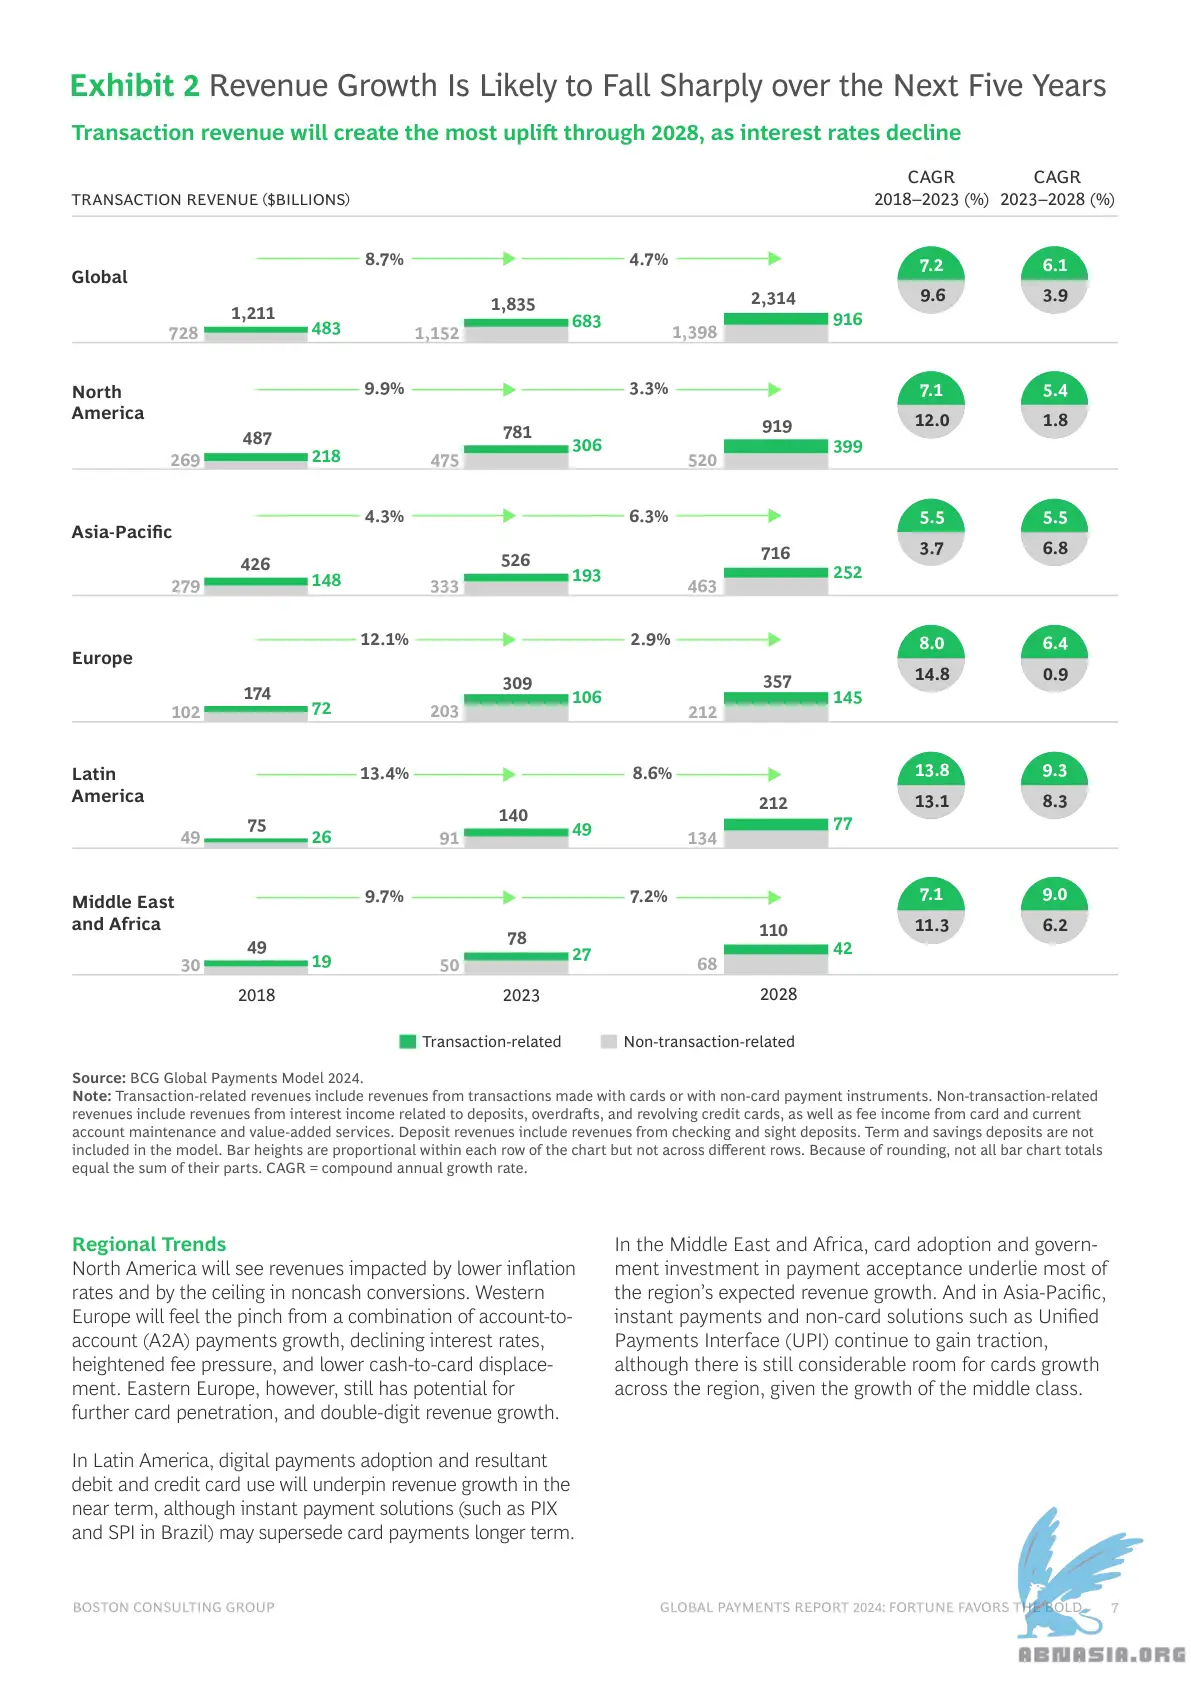 Exhibit 2 Revenue Growth Is Likely to Fall Sharply over the Next Five Years
Transaction revenue will create the most uplift through 2028, as interest rates decline
TRANSACTION REVENUE ($BILLIONS)
CAGR
2018–2023 (%)
CAGR
2023–2028 (%)
Global
8.7%
4.7%
728
1,211
483
1,152
1,835
683
1,398
2,314
916
7.2
9.6
6.1
3.9
North
America
9.9%
3.3%
269
487
218
475
781
306
520
919
399
7.1
12.0
5.4
1.8
Asia-Pacific
4.3%
6.3%
279
426
148
333
526
193
463
716
252
5.5
3.7
5.5
6.8
Europe
12.1%
2.9%
102
174
72
203
309
106
212
357
145
8.0
14.8
6.4
0.9
Latin
America
13.4%
8.6%
49
75
26
91
140
49
134
212
77
13.8
13.1
9.3
8.3
Middle East
and Africa
9.7%
7.2%
30
49
19
50
78
27
68
110
42
7.1
11.3
9.0
6.2
2018
2023
2028
Transaction-related
Non-transaction-related
Source: BCG Global Payments Model 2024.
Note: Transaction-related revenues include revenues from transactions made with cards or with non-card payment instruments. Non-transaction-related
revenues include revenues from interest income related to deposits, overdrafts, and revolving credit cards, as well as fee income from card and current
account maintenance and value-added services. Deposit revenues include revenues from checking and sight deposits. Term and savings deposits are not
included in the model. Bar heights are proportional within each row of the chart but not across different rows. Because of rounding, not all bar chart totals
equal the sum of their parts. CAGR = compound annual growth rate.
Regional Trends
North America will see revenues impacted by lower inflation
rates and by the ceiling in noncash conversions. Western
Europe will feel the pinch from a combination of account-to-
account (A2A) payments growth, declining interest rates,
heightened fee pressure, and lower cash-to-card displace-
ment. Eastern Europe, however, still has potential for
further card penetration, and double-digit revenue growth.
In Latin America, digital payments adoption and resultant
debit and credit card use will underpin revenue growth in the
near term, although instant payment solutions (such as PIX
and SPI in Brazil) may supersede card payments longer term.
In the Middle East and Africa, card adoption and govern-
ment investment in payment acceptance underlie most of
the region's expected revenue growth. And in Asia-Pacific,
instant payments and non-card solutions such as Unified
Payments Interface (UPI) continue to gain traction,
although there is still considerable room for cards growth
across the region, given the growth of the middle class.
BOSTON CONSULTING GROUP
GLOBAL PAYMENTS REPORT 2024: FORTUNE FAVORS THE BOLD
7
ABNASIA.ORG